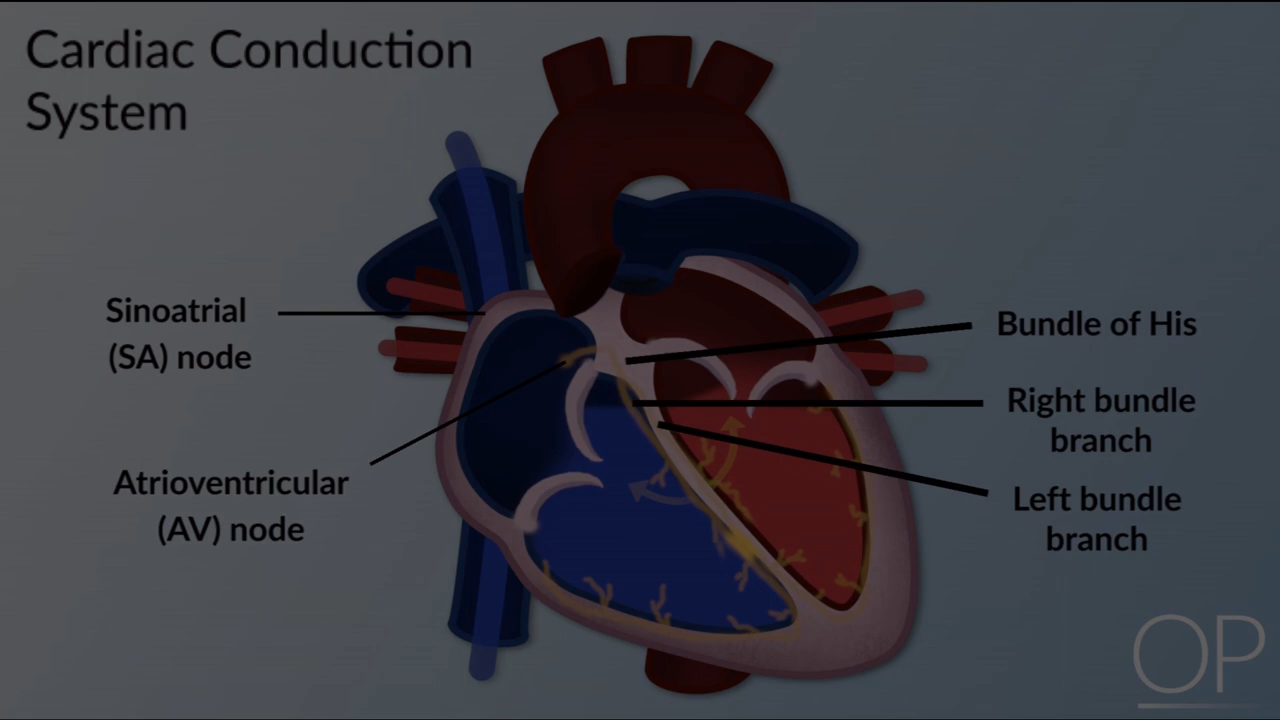 Cardiac Conduction
System
Sinoatrial
(SA) node
Atrioventricular
(AV) node
Bundle of His
Right bundle
branch
Left bundle
branch
OP